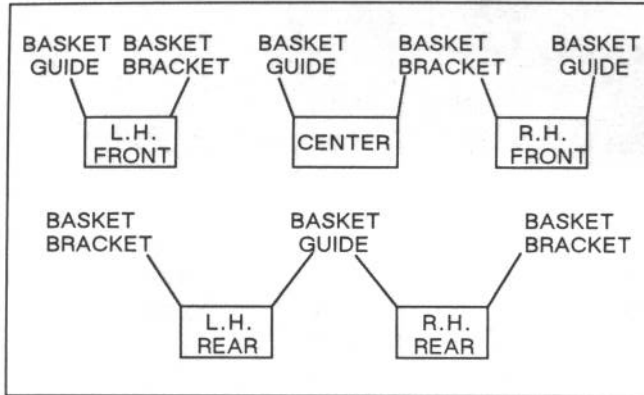 BASKET GUIDE
BASKET BRACKET
BASKET GUIDE
BASKET BRACKET
BASKET GUIDE
L.H. FRONT
CENTER
R.H. FRONT
BASKET BRACKET
BASKET GUIDE
BASKET BRACKET
L.H. REAR
R.H. REAR